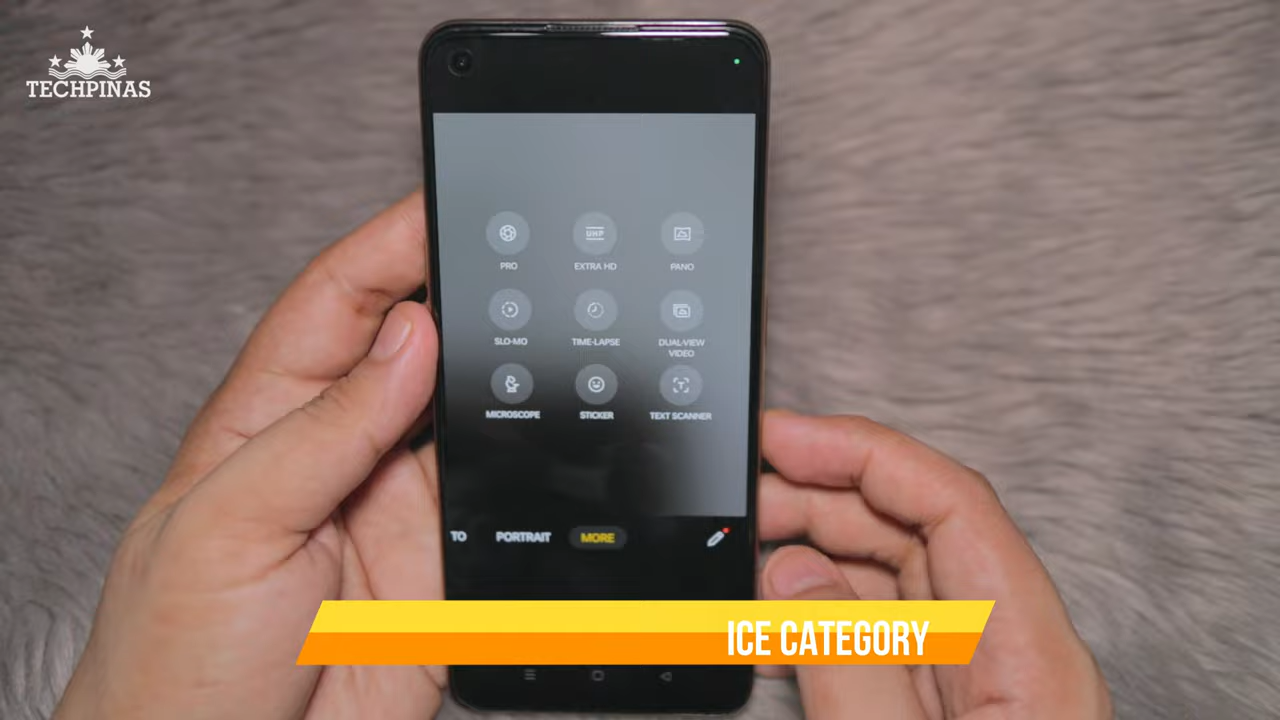 TECHPINAS
UHP
PRO
EXTRA HD
PANO
SLO-MO
TIME-LAPSE
DUAL-VIEW
VIDEO
MICROSCOPE
STICKER
TEXT SCANNER
TO
PORTRAIT
MORE
ICE CATEGORY